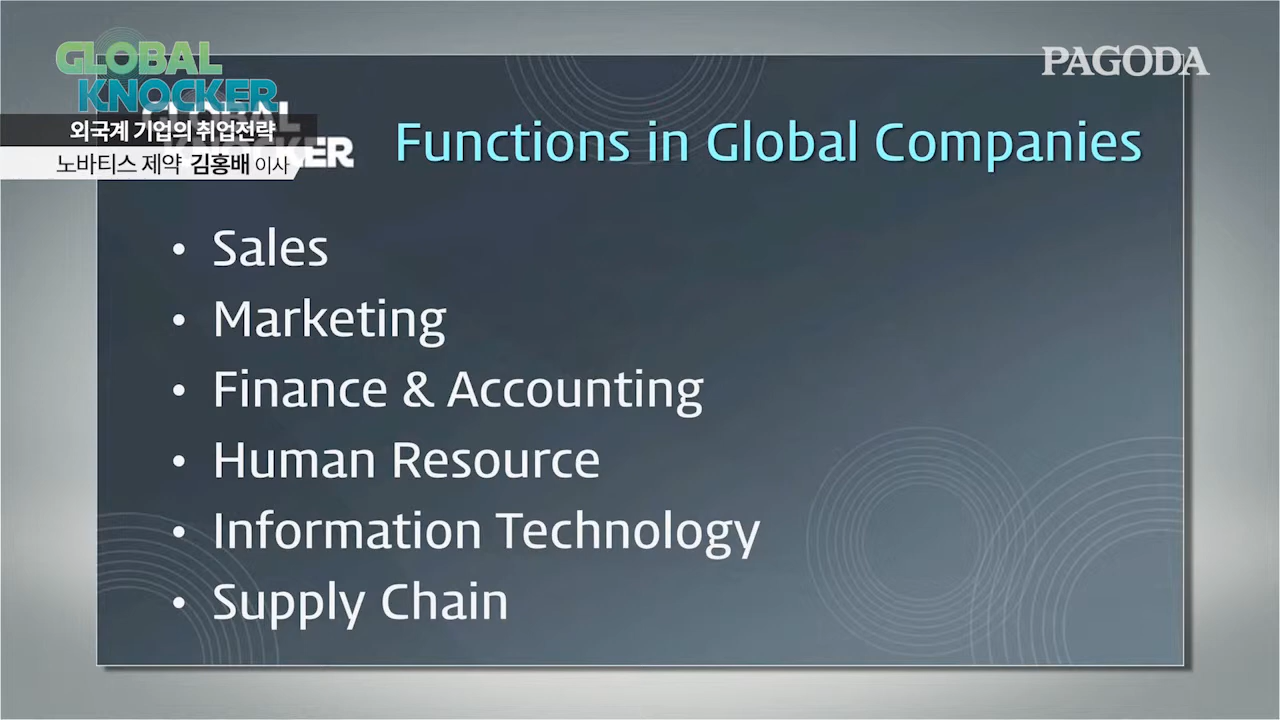 GLOBAL
KNOCKER
외국계 기업의 취업전략
노바티스 제약 김홍배 이사
PAGODA
Functions in Global Companies
• Sales
• Marketing
• Finance & Accounting
• Human Resource
• Information Technology
• Supply Chain